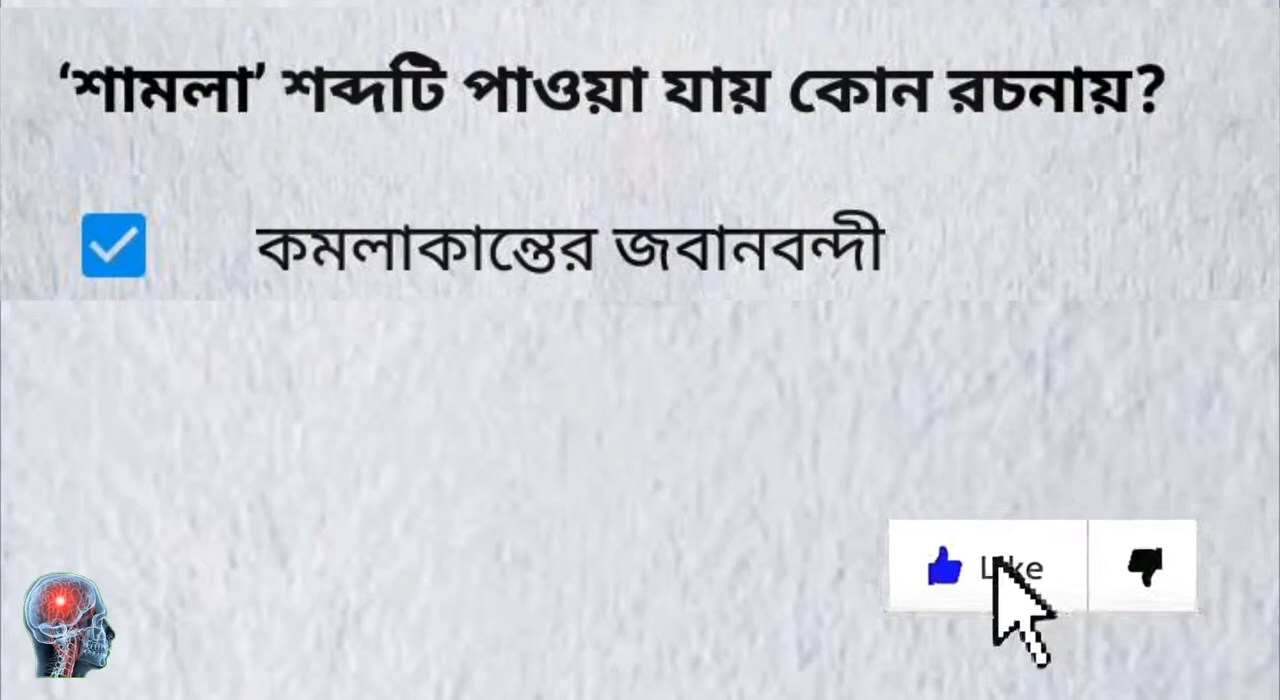 ‘শামলা’ শব্দটি পাওয়া যায় কোন রচনায়?
কমলাকান্তের জবানবন্দী
Like